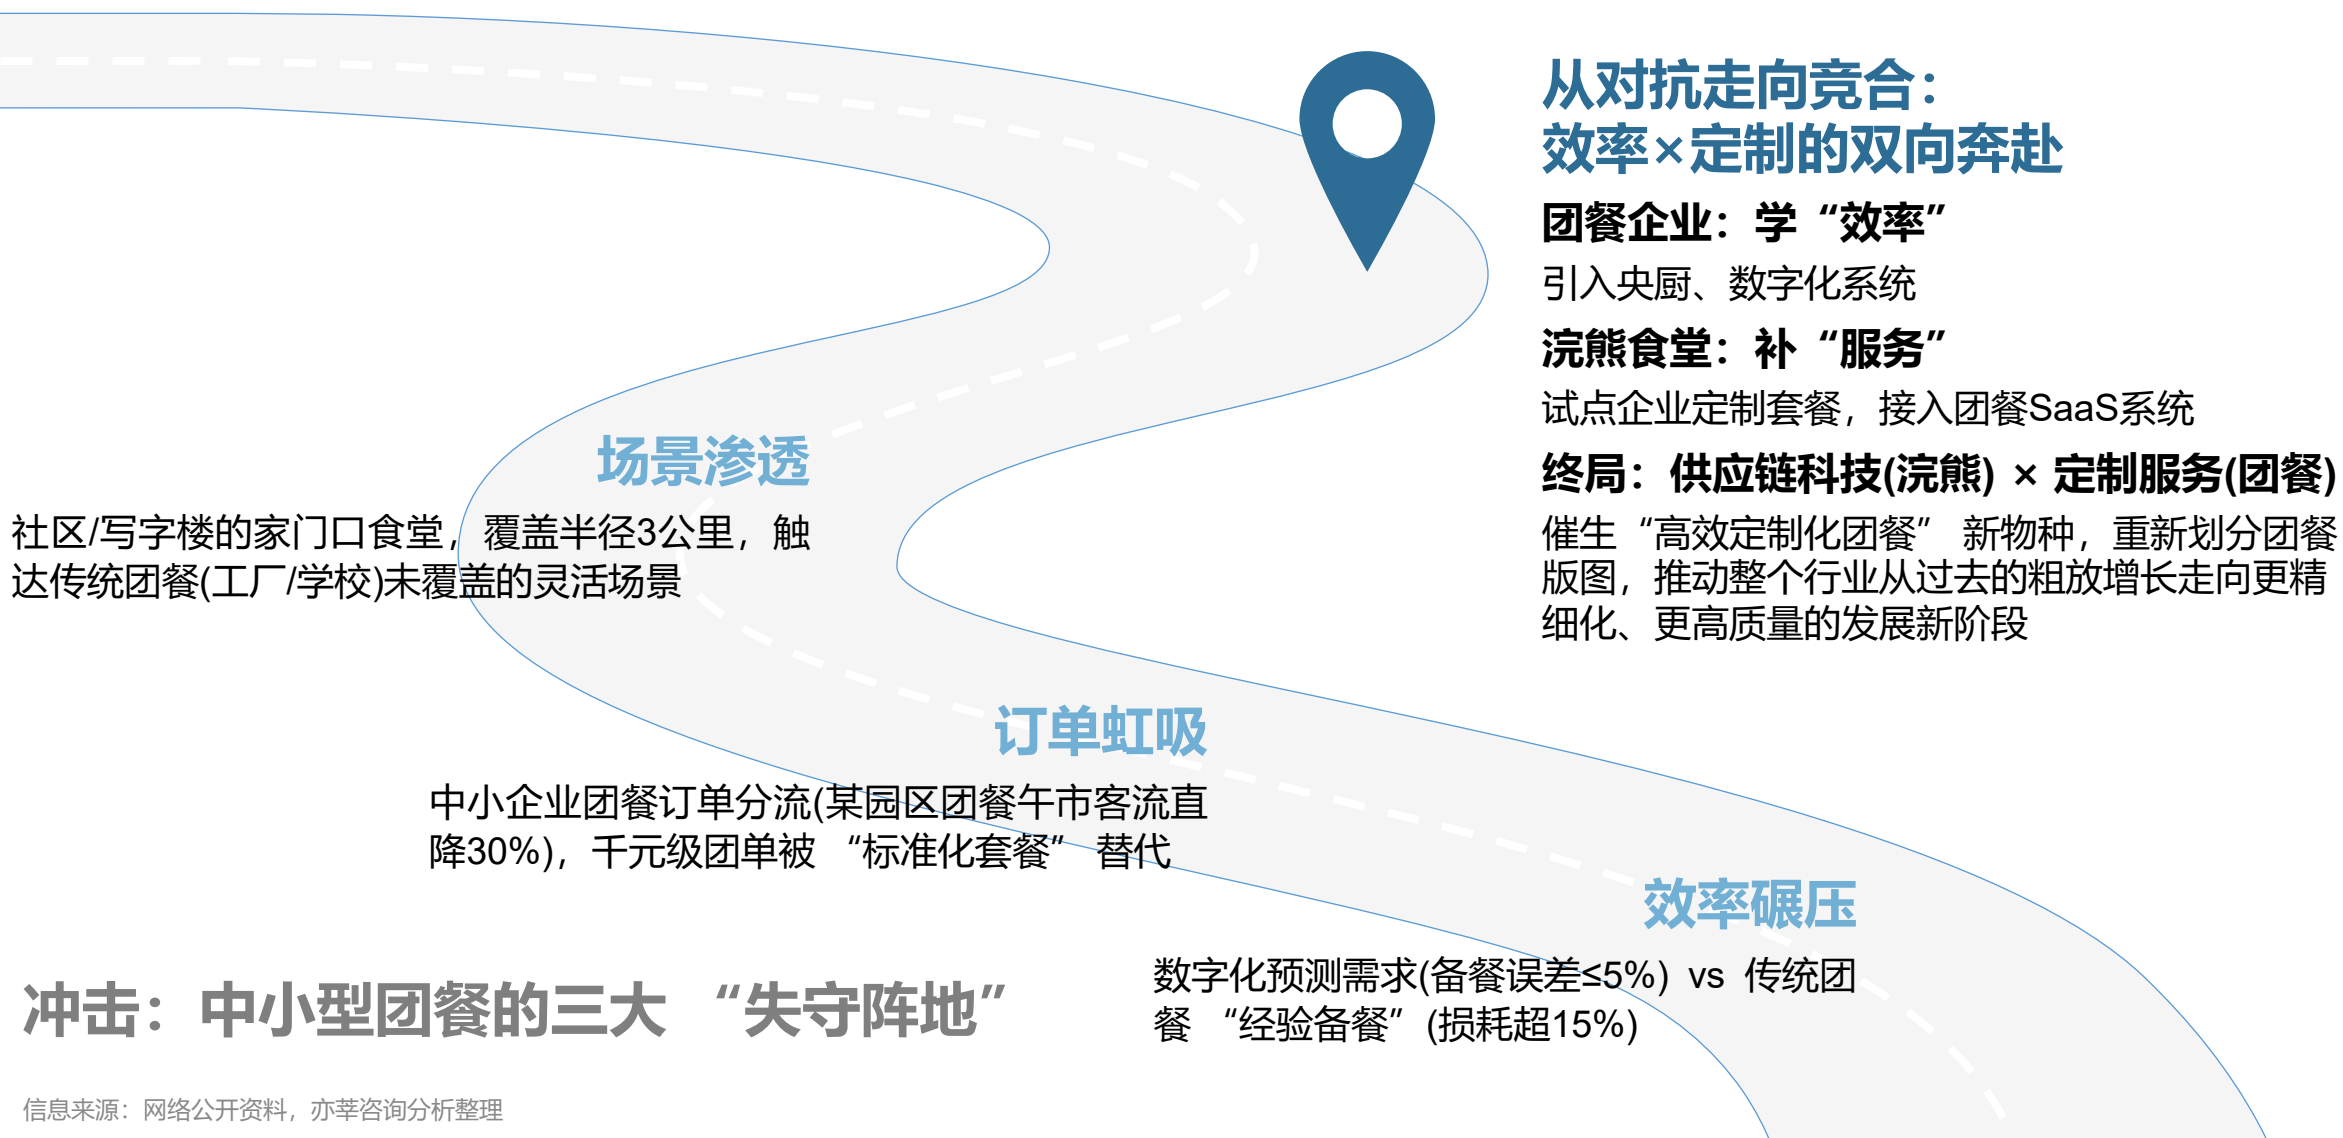 从对抗走向竞合：
效率×定制的双向奔赴
团餐企业：学“效率”
引入央厨、数字化系统
浣熊食堂：补“服务”
试点企业定制套餐，接入团餐SaaS系统
终局：供应链科技(浣熊) × 定制服务(团餐)
催生“高效定制化团餐” 新物种，重新划分团餐
版图，推动整个行业从过去的粗放增长走向更精
细化、更高质量的发展新阶段
场景渗透
社区/写字楼的家门口食堂，覆盖半径3公里，触
达传统团餐(工厂/学校)未覆盖的灵活场景
订单虹吸
中小企业团餐订单分流(某园区团餐午市客流直
降30%)，千元级团单被 “标准化套餐” 替代
效率碾压
数字化预测需求(备餐误差≤5%) vs 传统团
餐 “经验备餐” (损耗超15%)
冲击：中小型团餐的三大 “失守阵地”
信息来源：网络公开资料，亦莘咨询分析整理